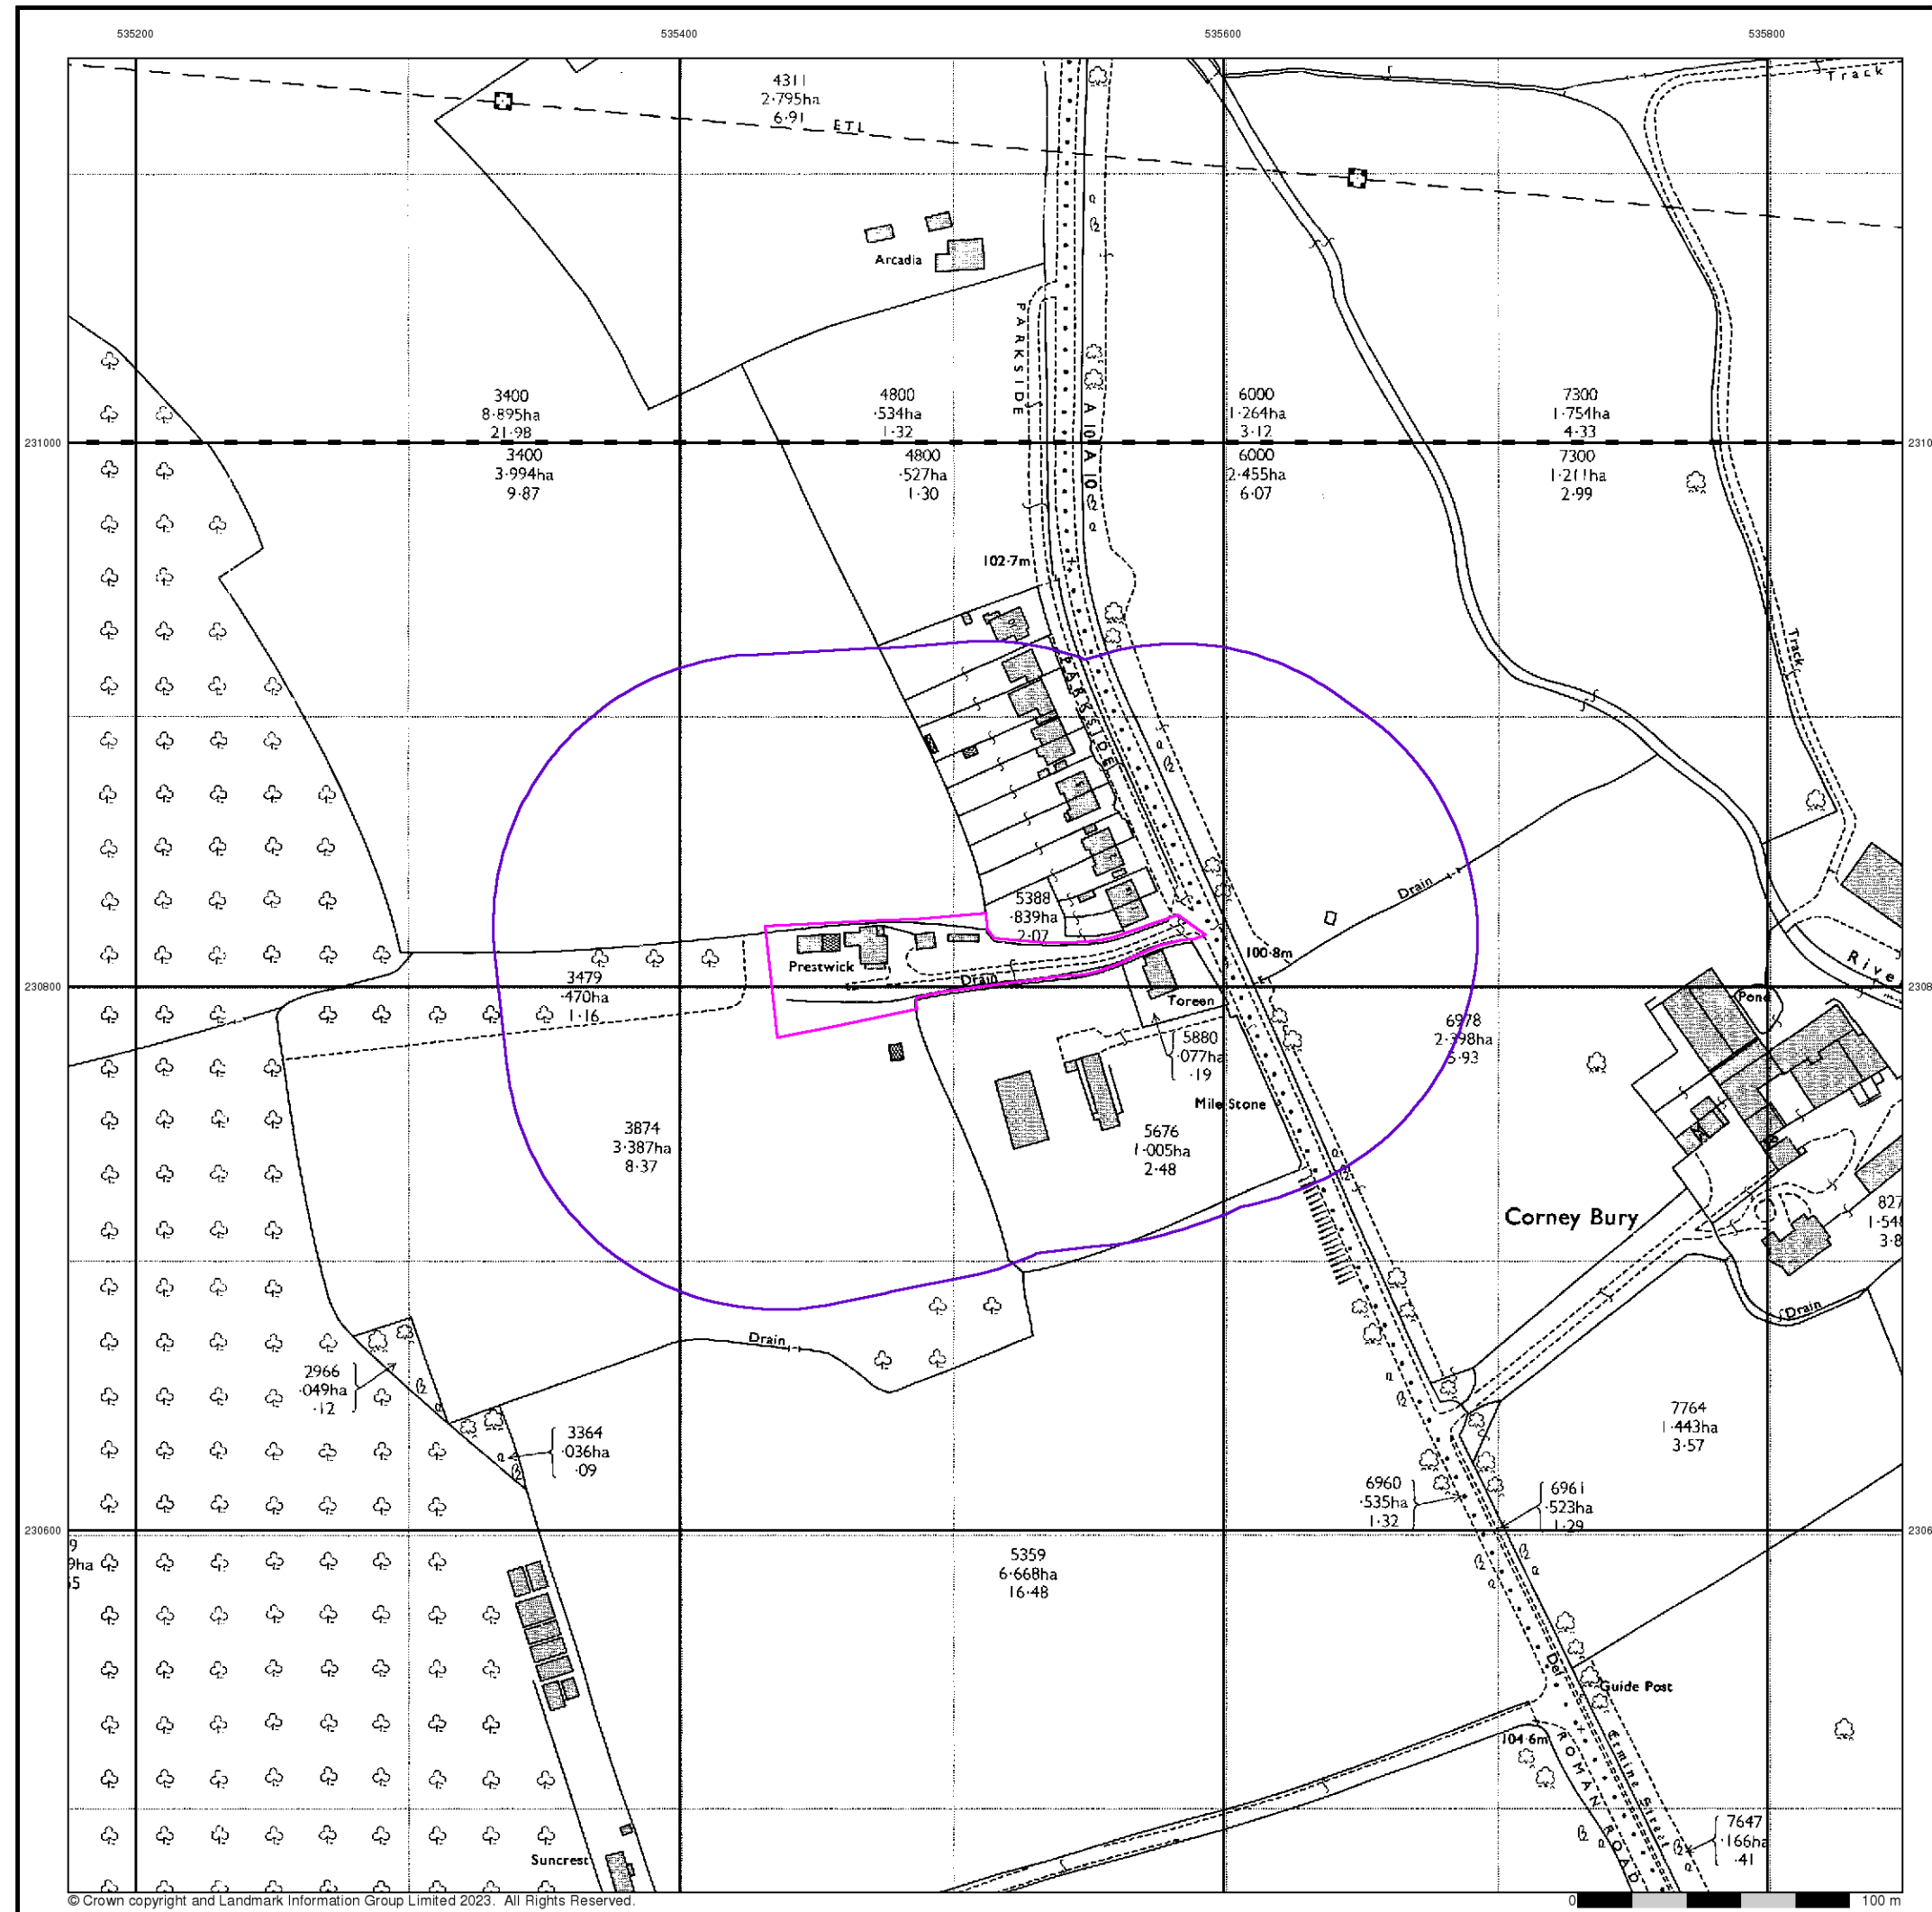 535200
535400
535600
535800
4311
2·795ha
6·91
ETL
Track
Arcadia
PARKSIDE
3400
8·895ha
21·98
4800
·534ha
1·32
A 10
6000
1·264ha
3·12
7300
1·754ha
4·33
231000
3400
3·994ha
9·87
4800
·527ha
1·30
A 10
6000
2·455ha
6·07
7300
1·211ha
2·99
102·7m
PARKSIDE
Track
Drain
5388
·839ha
2·07
100·8m
Prestwick
Drain
3479
·470ha
1·16
230800
Toreen
Pond
5880
·077ha
·19
6978
2·398ha
5·93
Mile Stone
3874
3·387ha
8·37
5676
1·005ha
2·48
Corney Bury
Drain
Drain
2966
·049ha
·12
3364
·036ha
·09
7764
1·443ha
3·57
6960
·535ha
1·32
6961
·523ha
1·29
230600
5359
6·668ha
16·48
Def
Guide Post
104·6m
ROMAN ROAD
Ermine Street
7647
·166ha
·41
Suncrest
© Crown copyright and Landmark Information Group Limited 2023. All Rights Reserved.
0
100 m